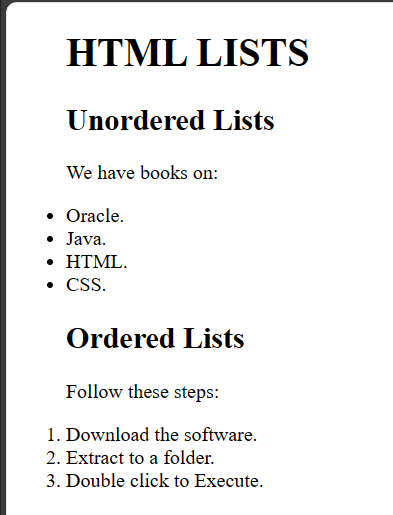 HTML LISTS
Unordered Lists
We have books on:
• Oracle.
• Java.
• HTML.
• CSS.
Ordered Lists
Follow these steps:
1. Download the software.
2. Extract to a folder.
3. Double click to Execute.